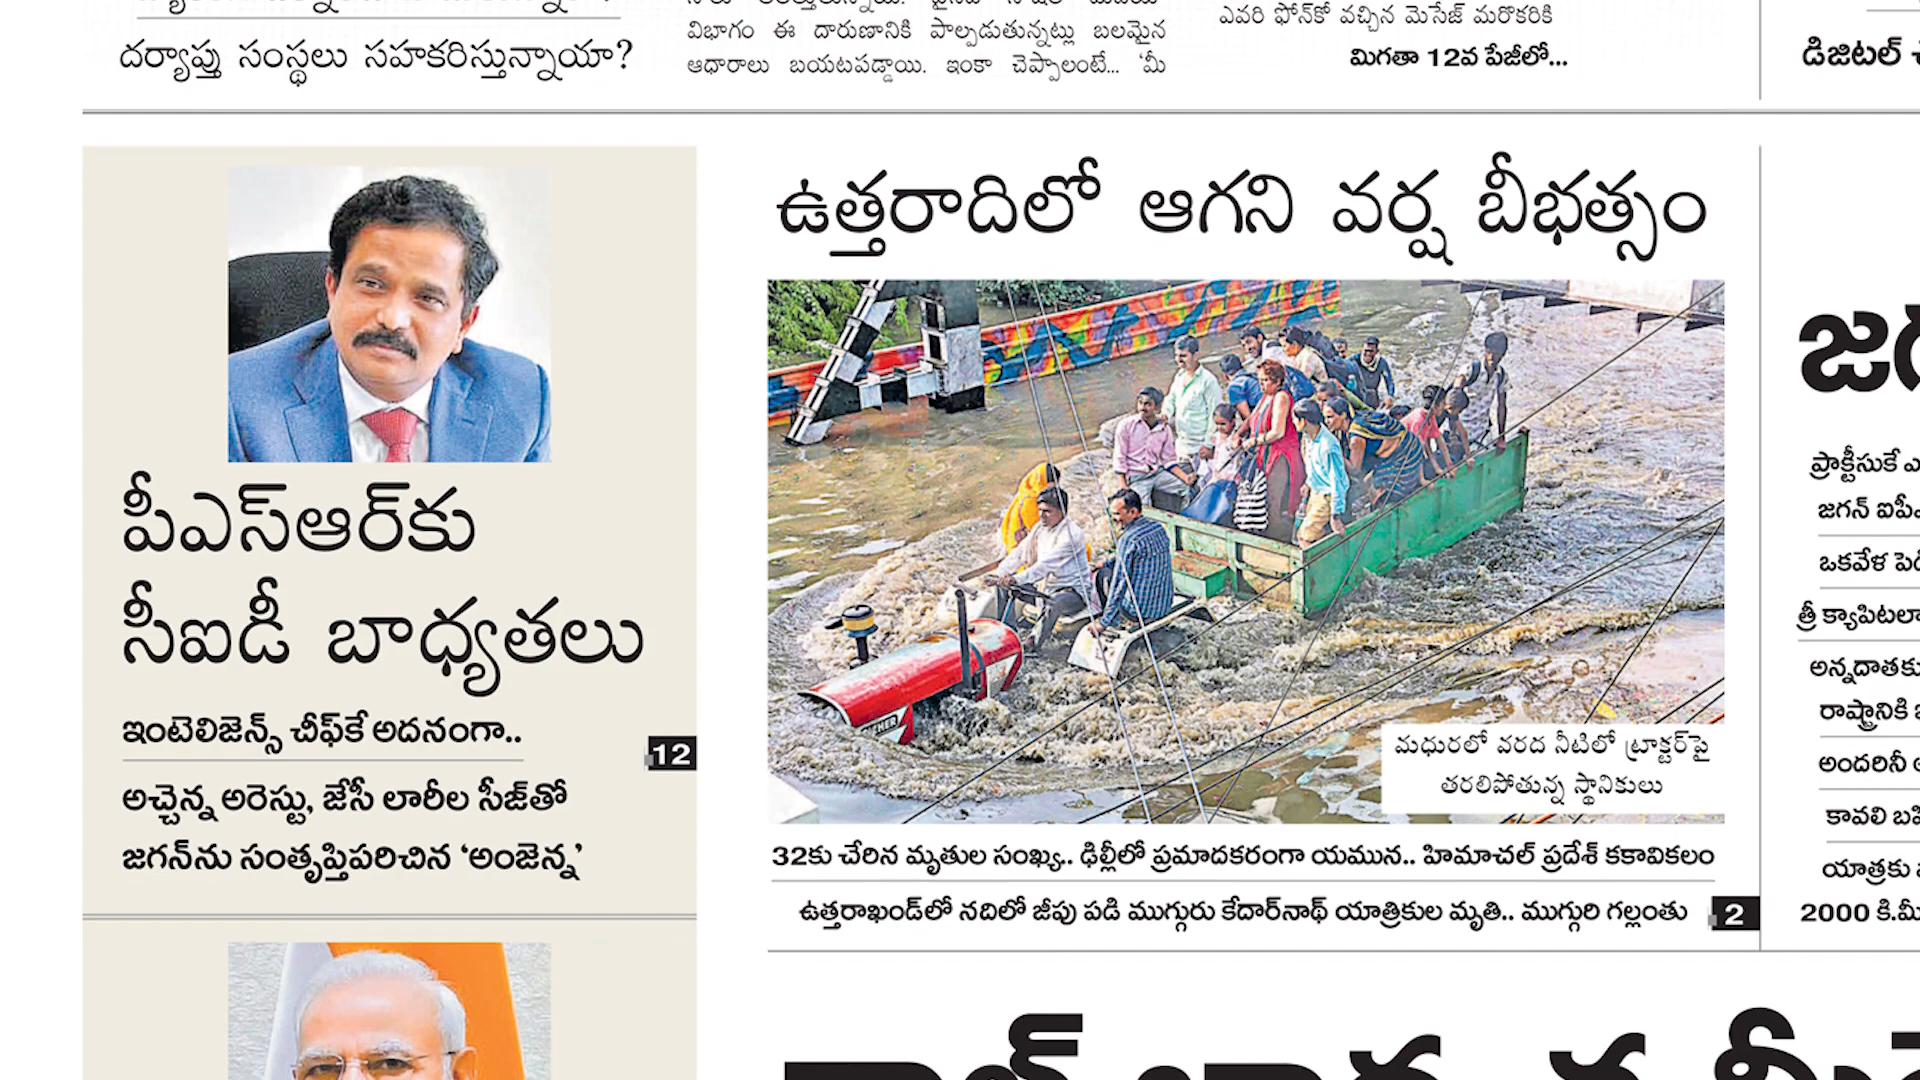 దర్యాప్తు సంస్థలు సహకరిస్తున్నాయా?
విభాగం ఈ దారుణానికి పాల్పడుతున్నట్లు బలమైన
ఆధారాలు బయటపడ్డాయి. ఇంకా చెప్పాలంటే... ‘మీ
ఎవరి ఫోన్‌కో వచ్చిన మెసేజ్ మరొకరికి
మిగతా 12వ పేజీలో...
డిజిటల్
పీఎస్ఆర్‌కు
సీఐడీ బాధ్యతలు
ఇంటెలిజెన్స్ చీఫ్‌కే అదనంగా..
12
అచ్చెన్న అరెస్టు, జేసీ లారీల సీజ్‌తో
జగన్‌ను సంతృప్తిపరిచిన ‘అంజెన్న’
ఉత్తరాదిలో ఆగని వర్ష బీభత్సం
మధురలో వరద నీటిలో ట్రాక్టర్‌పై
తరలిపోతున్న స్థానికులు
32కు చేరిన మృతుల సంఖ్య.. ఢిల్లీలో ప్రమాదకరంగా యమున.. హిమాచల్ ప్రదేశ్ కకావికలం
ఉత్తరాఖండ్‌లో నదిలో జీపు పడి ముగ్గురు కేదార్‌నాథ్ యాత్రికుల మృతి.. ముగ్గురి గల్లంతు
2
జగ
ప్రాక్టీసుకే
జగన్ ఐపీ
ఒకవేళ
త్రీ క్యాపిటలా
అన్నదాతకు
రాష్ట్రానికి
అందరినీ
కావలి
యాత్రకు
2000 కి.మీ